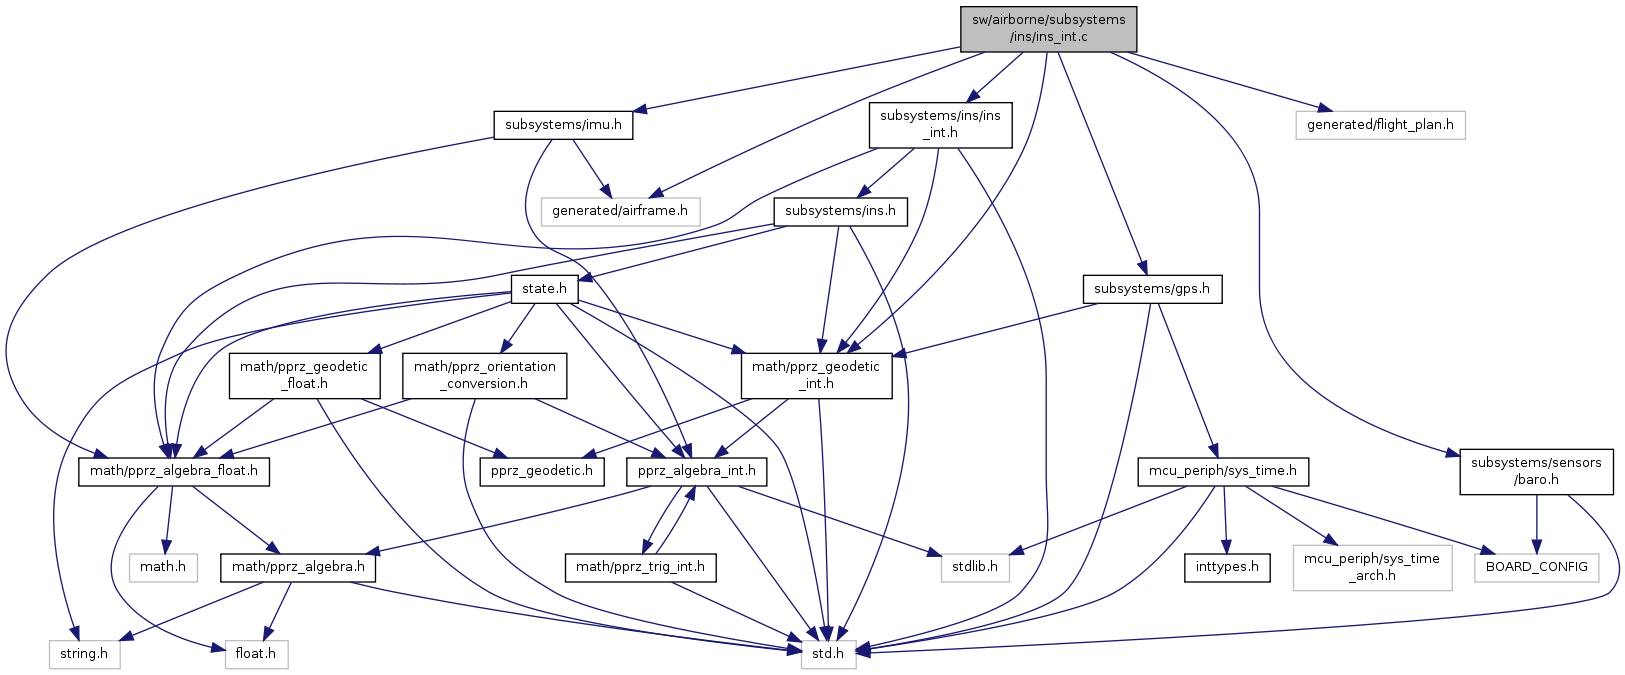 sw/airborne/subsystems
/ins/ins_int.c
subsystems/imu.h
subsystems/ins/ins
_int.h
generated/flight_plan.h
generated/airframe.h
subsystems/ins.h
state.h
subsystems/gps.h
math/pprz_geodetic
_float.h
math/pprz_orientation
_conversion.h
math/pprz_geodetic
_int.h
math/pprz_algebra_float.h
pprz_geodetic.h
pprz_algebra_int.h
mcu_periph/sys_time.h
subsystems/sensors
/baro.h
math.h
math/pprz_algebra.h
math/pprz_trig_int.h
stdlib.h
inttypes.h
mcu_periph/sys_time
_arch.h
BOARD_CONFIG
string.h
float.h
std.h